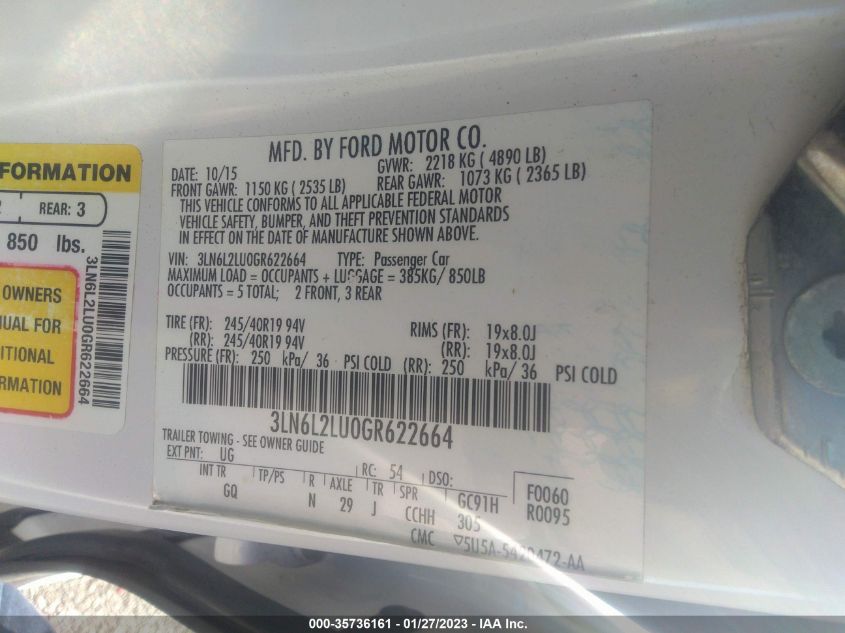 MFD. BY FORD MOTOR CO.
DATE: 10/15 GVWR: 2218 KG ( 4890 LB)
FRONT GAWR: 1150 KG ( 2535 LB) REAR GAWR: 1073 KG ( 2365 LB)
THIS VEHICLE CONFORMS TO ALL APPLICABLE FEDERAL MOTOR
VEHICLE SAFETY, BUMPER, AND THEFT PREVENTION STANDARDS
IN EFFECT ON THE DATE OF MANUFACTURE SHOWN ABOVE.
VIN: 3LN6L2LU0GR622664 TYPE: Passenger Car
MAXIMUM LOAD = OCCUPANTS + LUGGAGE = 385KG/ 850LB
OCCUPANTS = 5 TOTAL; 2 FRONT, 3 REAR
TIRE (FR): 245/40R19 94V RIMS (FR): 19x8.0J
(RR): 245/40R19 94V (RR): 19x8.0J
PRESSURE (FR): 250 kPa/ 36 PSI COLD (RR): 250 kPa/ 36 PSI COLD
3LN6L2LU0GR622664
TRAILER TOWING - SEE OWNER GUIDE
EXT PNT: UG RC: 54 DSO:
INT TR TP/PS R AXLE TR SPR GC91H F0060
GQ N 29 J CCHH 305 R0095
CMC ▽5U5A-5420472-AA
FORMATION
2 REAR: 3
850 lbs.
OWNERS
NUAL FOR
ITIONAL
RMATION
3LN6L2LU0GR622664
000-35736161 — 01/27/2023 — IAA Inc.